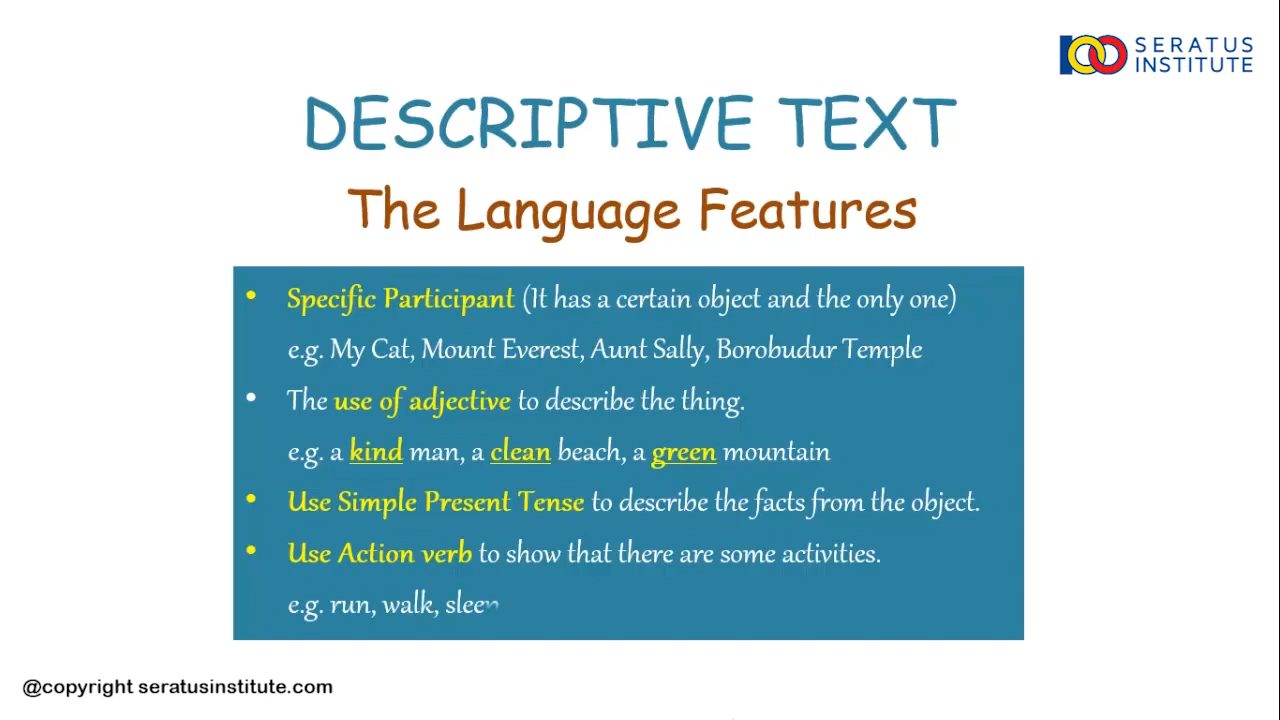 SERATUS
INSTITUTE
DESCRIPTIVE TEXT
The Language Features
• Specific Participant (It has a certain object and the only one)
e.g. My Cat, Mount Everest, Aunt Sally, Borobudur Temple
• The use of adjective to describe the thing.
e.g. a kind man, a clean beach, a green mountain
• Use Simple Present Tense to describe the facts from the object.
• Use Action verb to show that there are some activities.
e.g. run, walk,
@copyright seratusinstitute.com